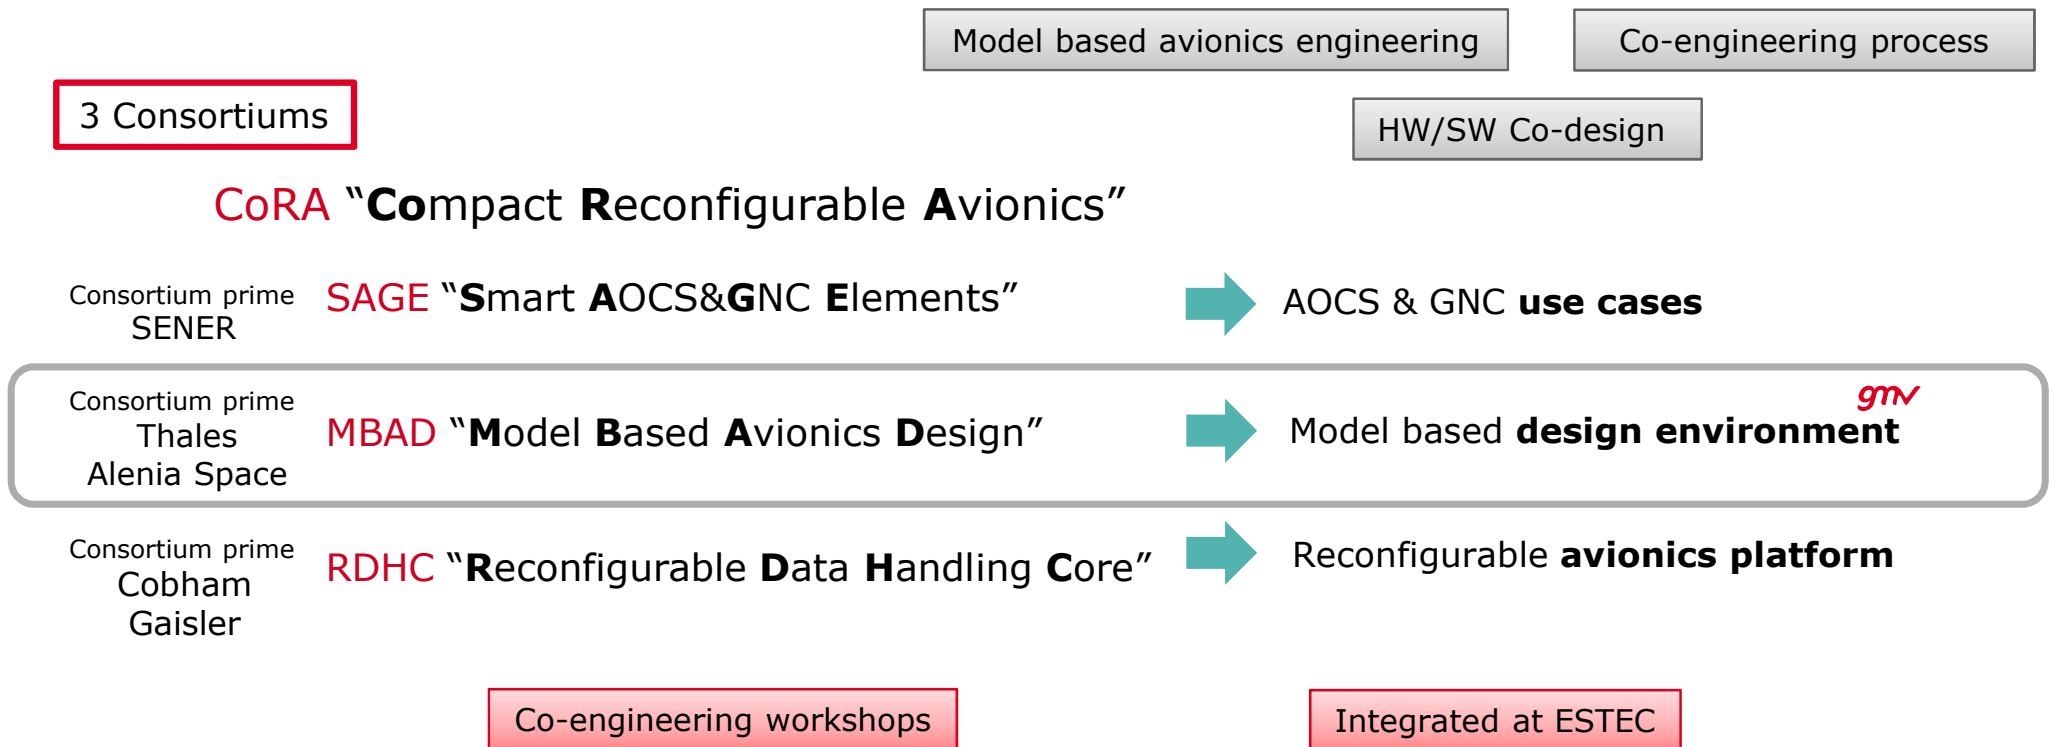 Model based avionics engineering
Co-engineering process
3 Consortiums
HW/SW Co-design
CoRA “Compact Reconfigurable Avionics”
Consortium prime
SENER
SAGE “Smart AOCS&GNC Elements”
AOCS & GNC use cases
Consortium prime
Thales
Alenia Space
MBAD “Model Based Avionics Design”
gmv
Model based design environment
Consortium prime
Cobham
Gaisler
RDHC “Reconfigurable Data Handling Core”
Reconfigurable avionics platform
Co-engineering workshops
Integrated at ESTEC